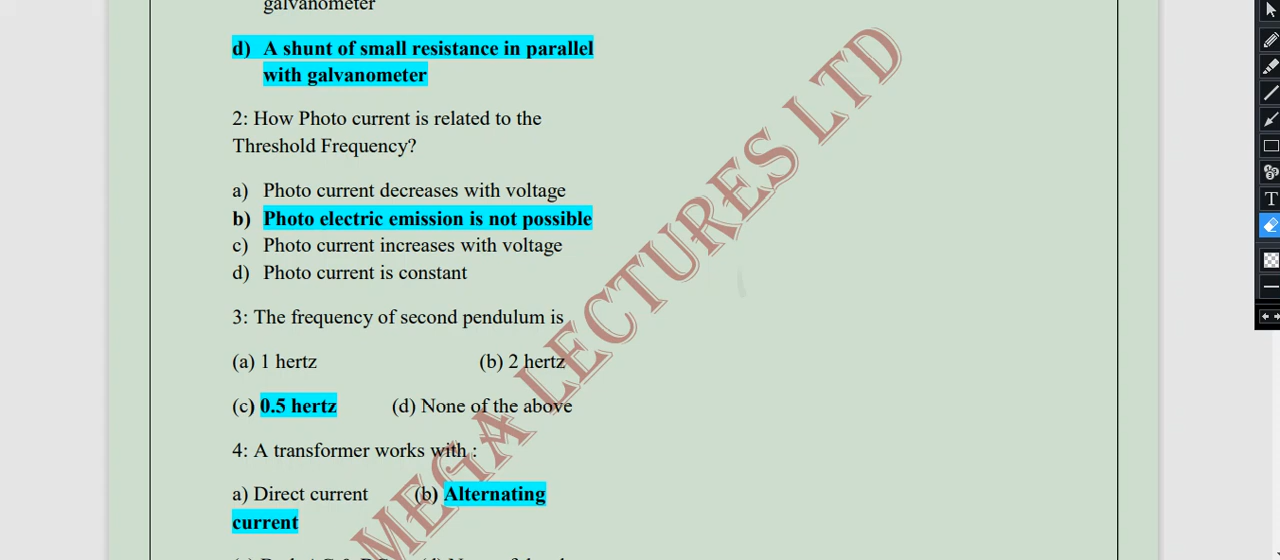 galvanometer
d) A shunt of small resistance in parallel
with galvanometer
2: How Photo current is related to the
Threshold Frequency?
a) Photo current decreases with voltage
b) Photo electric emission is not possible
c) Photo current increases with voltage
d) Photo current is constant
3: The frequency of second pendulum is
(a) 1 hertz (b) 2 hertz
(c) 0.5 hertz (d) None of the above
4: A transformer works with :
a) Direct current (b) Alternating
current
MEGA LECTURES LTD
T